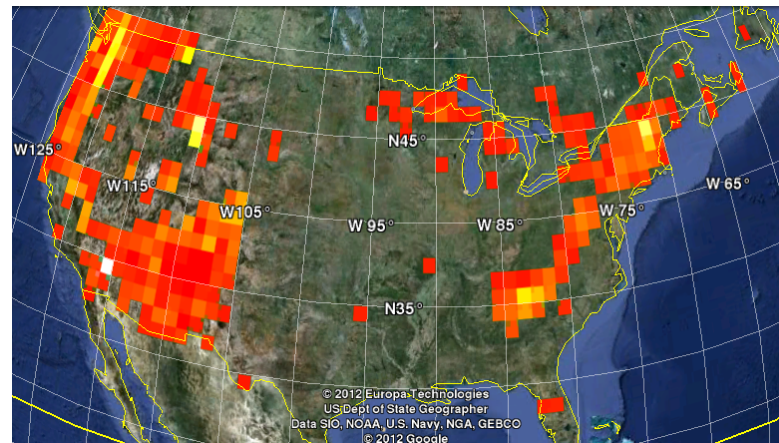 N45°
W125°
W115°
W 65°
W105°
W 95°
W 85°
W 75°
N35°
© 2012 Europa Technologies
US Dept of State Geographer
Data SIO, NOAA, U.S. Navy, NGA, GEBCO
© 2012 Google